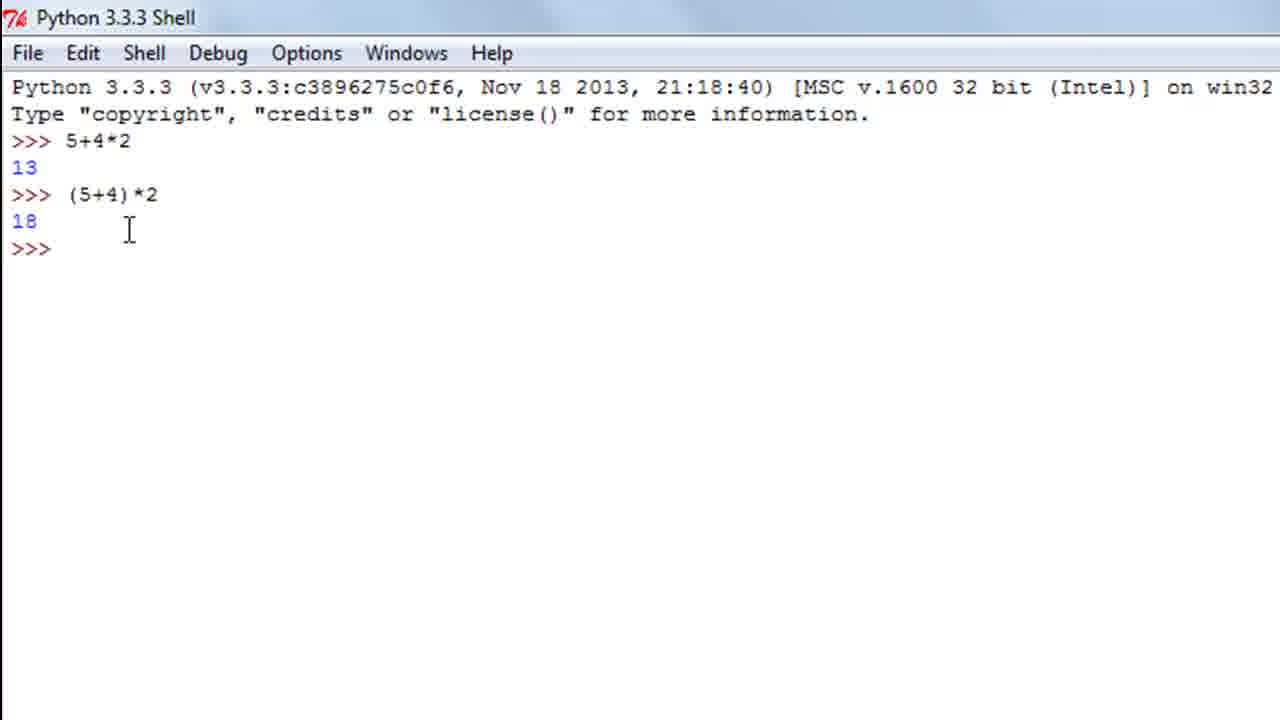 Python 3.3.3 Shell
File Edit Shell Debug Options Windows Help
Python 3.3.3 (v3.3.3:c3896275c0f6, Nov 18 2013, 21:18:40) [MSC v.1600 32 bit (Intel)] on win32
Type "copyright", "credits" or "license()" for more information.
>>> 5+4*2
13
>>> (5+4)*2
18
>>>